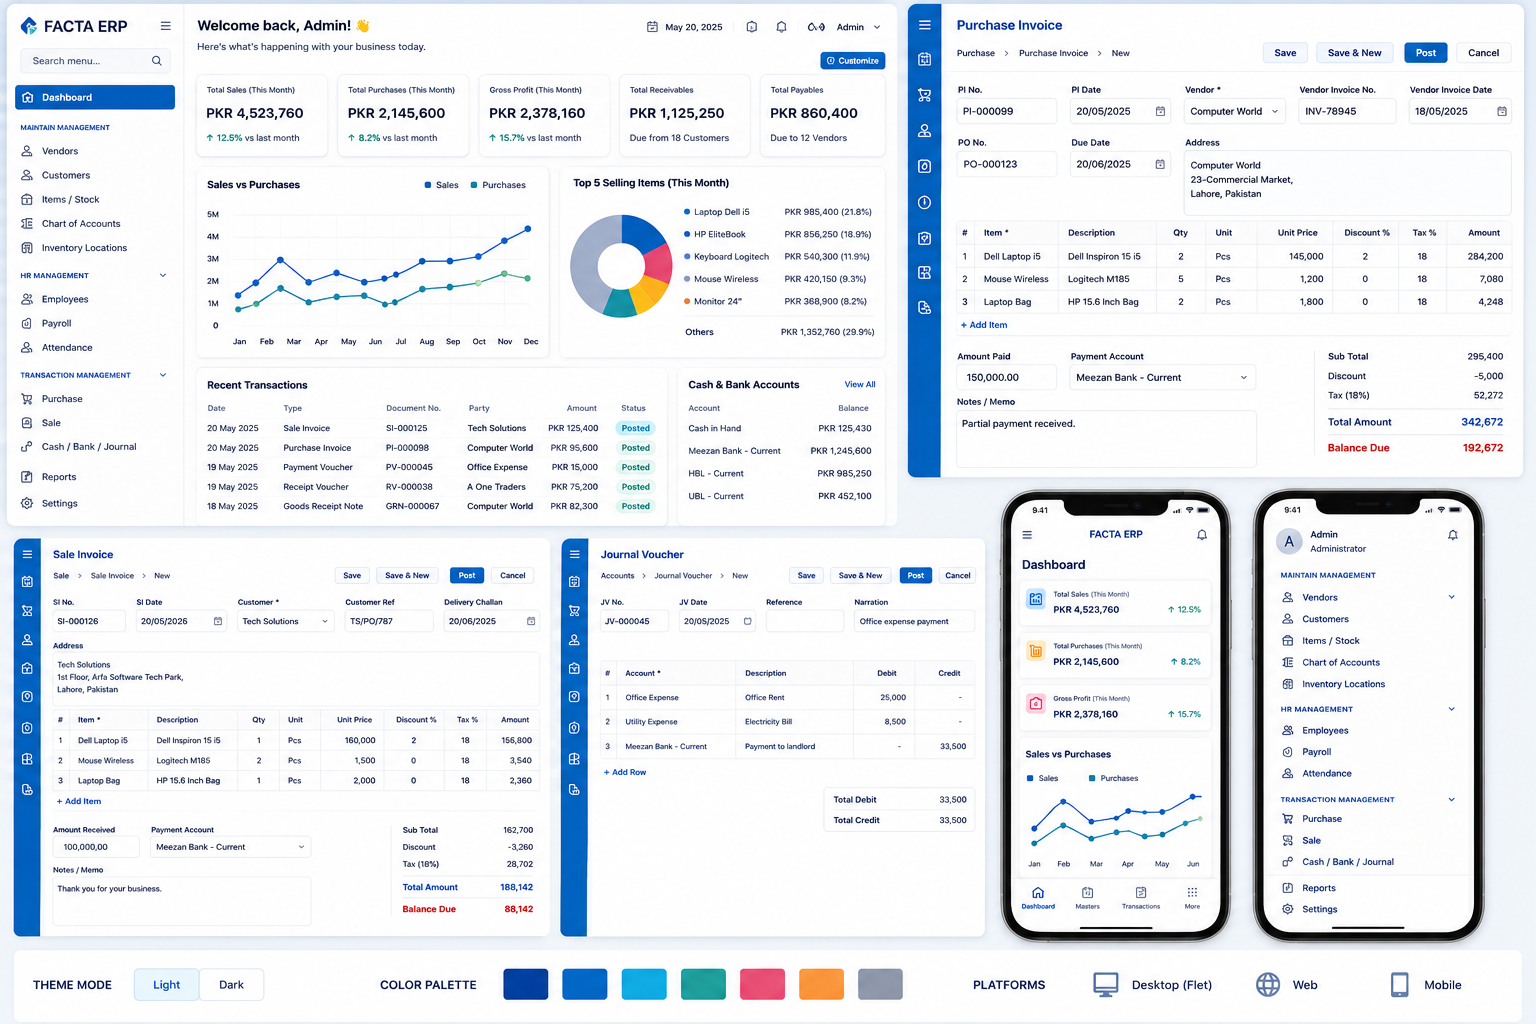 FACTA ERP
Search menu...
Dashboard
MAINTAIN MANAGEMENT
Vendors
Customers
Items / Stock
Chart of Accounts
Inventory Locations
HR MANAGEMENT
Employees
Payroll
Attendance
TRANSACTION MANAGEMENT
Purchase
Sale
Cash / Bank / Journal
Reports
Settings
Welcome back, Admin! 👋
Here's what's happening with your business today.
May 20, 2025
Admin
Customize
Total Sales (This Month)
PKR 4,523,760
↑ 12.5% vs last month
Total Purchases (This Month)
PKR 2,145,600
↑ 8.2% vs last month
Gross Profit (This Month)
PKR 2,378,160
↑ 15.7% vs last month
Total Receivables
PKR 1,125,250
Due from 18 Customers
Total Payables
PKR 860,400
Due to 12 Vendors
Sales vs Purchases
Sales Purchases
5M
4M
3M
2M
1M
0
Jan Feb Mar Apr May Jun Jul Aug Sep Oct Nov Dec
Top 5 Selling Items (This Month)
Laptop Dell i5 PKR 985,400 (21.8%)
HP EliteBook PKR 856,250 (18.9%)
Keyboard Logitech PKR 540,300 (11.9%)
Mouse Wireless PKR 420,150 (9.3%)
Monitor 24" PKR 368,900 (8.2%)
Others PKR 1,352,760 (29.9%)
Recent Transactions
Date Type Document No. Party Amount Status
20 May 2025 Sale Invoice SI-000125 Tech Solutions PKR 125,400 Posted
20 May 2025 Purchase Invoice PI-000098 Computer World PKR 95,600 Posted
19 May 2025 Payment Voucher PV-000045 Office Expense PKR 15,000 Posted
19 May 2025 Receipt Voucher RV-000038 A One Traders PKR 75,200 Posted
18 May 2025 Goods Receipt Note GRN-000067 Computer World PKR 82,300 Posted
Cash & Bank Accounts View All
Account Balance
Cash in Hand PKR 125,430
Meezan Bank - Current PKR 1,245,600
HBL - Current PKR 985,250
UBL - Current PKR 452,100
Purchase Invoice
Purchase > Purchase Invoice > New
Save Save & New Post Cancel
PI No. PI Date Vendor * Vendor Invoice No. Vendor Invoice Date
PI-000099 20/05/2025 Computer World INV-78945 18/05/2025
PO No. Due Date Address
PO-000123 20/06/2025
Computer World
23-Commercial Market,
Lahore, Pakistan
# Item * Description Qty Unit Unit Price Discount % Tax % Amount
1 Dell Laptop i5 Dell Inspiron 15 i5 2 Pcs 145,000 2 18 284,200
2 Mouse Wireless Logitech M185 5 Pcs 1,200 0 18 7,080
3 Laptop Bag HP 15.6 Inch Bag 2 Pcs 1,800 0 18 4,248
+ Add Item
Amount Paid Payment Account
150,000.00 Meezan Bank - Current
Notes / Memo
Partial payment received.
Sub Total 295,400
Discount -5,000
Tax (18%) 52,272
Total Amount 342,672
Balance Due 192,672
Sale Invoice
Sale > Sale Invoice > New
Save Save & New Post Cancel
SI No. SI Date Customer * Customer Ref Delivery Challan
SI-000126 20/05/2026 Tech Solutions TS/PO/787 20/06/2025
Address
Tech Solutions
1st Floor, Arfa Software Tech Park,
Lahore, Pakistan
# Item * Description Qty Unit Unit Price Discount % Tax % Amount
1 Dell Laptop i5 Dell Inspiron 15 i5 1 Pcs 160,000 2 18 156,800
2 Mouse Wireless Logitech M185 2 Pcs 1,500 0 18 3,540
3 Laptop Bag HP 15.6 Inch Bag 1 Pcs 2,000 0 18 2,360
+ Add Item
Amount Received Payment Account
100,000,00 Meezan Bank - Current
Notes / Memo
Thank you for your business.
Sub Total 162,700
Discount -3,260
Tax (18%) 28,702
Total Amount 188,142
Balance Due 88,142
Journal Voucher
Accounts > Journal Voucher > New
Save Save & New Post Cancel
JV No. JV Date Reference Narration
JV-000045 20/05/2025 Office expense payment
# Account * Description Debit Credit
1 Office Expense Office Rent 25,000 -
2 Utility Expense Electricity Bill 8,500 -
3 Meezan Bank - Current Payment to landlord - 33,500
+ Add Row
Total Debit 33,500
Total Credit 33,500
9:41
FACTA ERP
Dashboard
Total Sales (This Month)
PKR 4,523,760 ↑ 12.5%
Total Purchases (This Month)
PKR 2,145,600 ↑ 8.2%
Gross Profit (This Month)
PKR 2,378,160 ↑ 15.7%
Sales vs Purchases
Sales Purchases
Jan Feb Mar Apr May Jun
Dashboard Masters Transactions More
9:41
A
Admin
Administrator
MAINTAIN MANAGEMENT
Vendors
Customers
Items / Stock
Chart of Accounts
Inventory Locations
HR MANAGEMENT
Employees
Payroll
Attendance
TRANSACTION MANAGEMENT
Purchase
Sale
Cash / Bank / Journal
Reports
Settings
THEME MODE Light Dark COLOR PALETTE PLATFORMS Desktop (Flet) Web Mobile